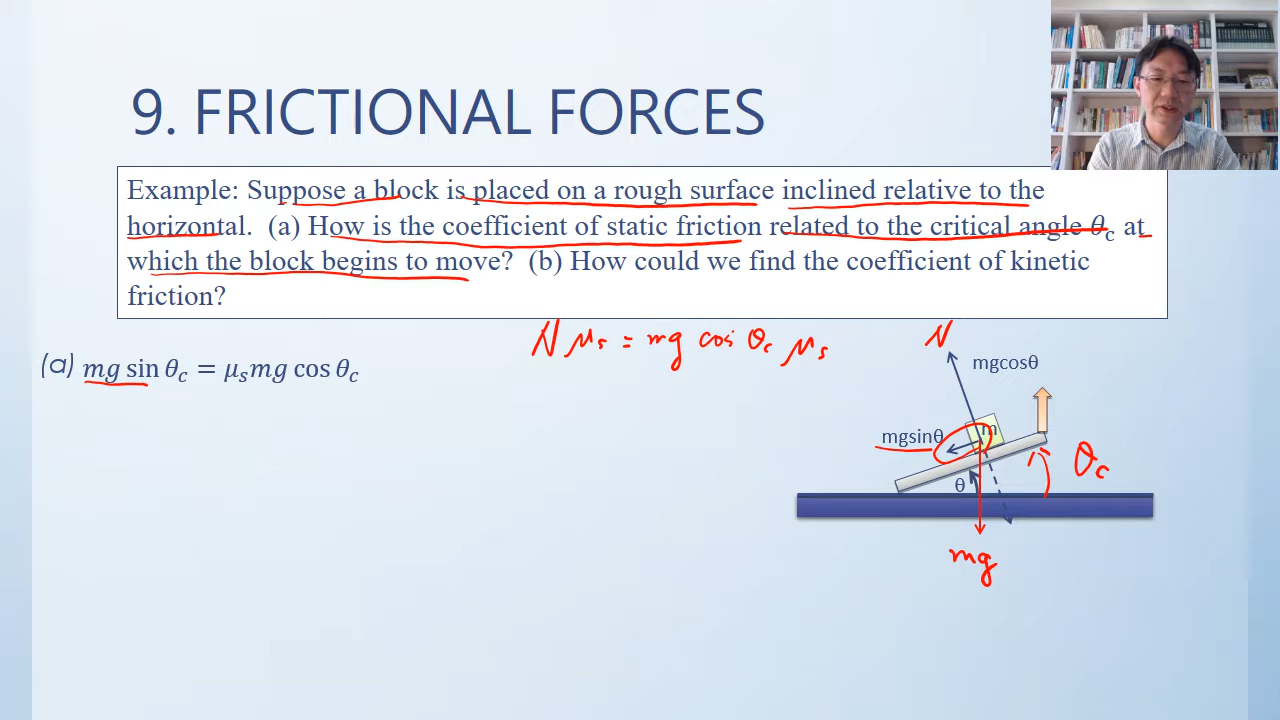 9. FRICTIONAL FORCES
Example: Suppose a block is placed on a rough surface inclined relative to the
horizontal. (a) How is the coefficient of static friction related to the critical angle θc at
which the block begins to move? (b) How could we find the coefficient of kinetic
friction?
N μs = mg cos θc μs
(a) mg sin θc = μs mg cos θc
N
mgcosθ
m
mgsinθ
θc
θ
mg